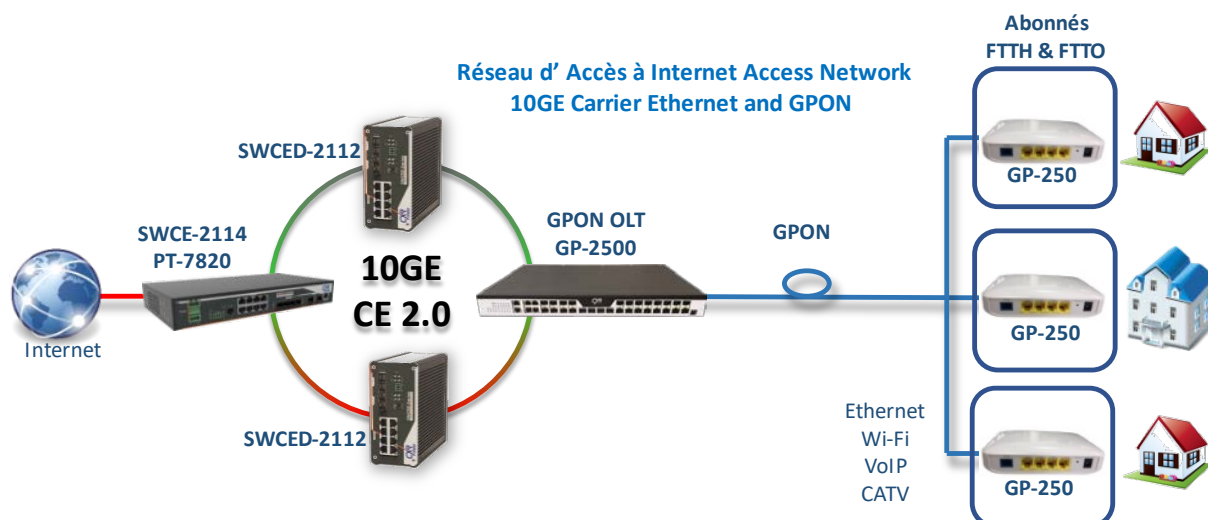 Abonnés
FTTH & FTTO
Réseau d’ Accès à Internet Access Network
10GE Carrier Ethernet and GPON
SWCED-2112
GP-250
SWCE-2114
PT-7820
GPON OLT
GP-2500
GPON
10GE
CE 2.0
Internet
GP-250
SWCED-2112
Ethernet
Wi-Fi
VoIP
CATV
GP-250